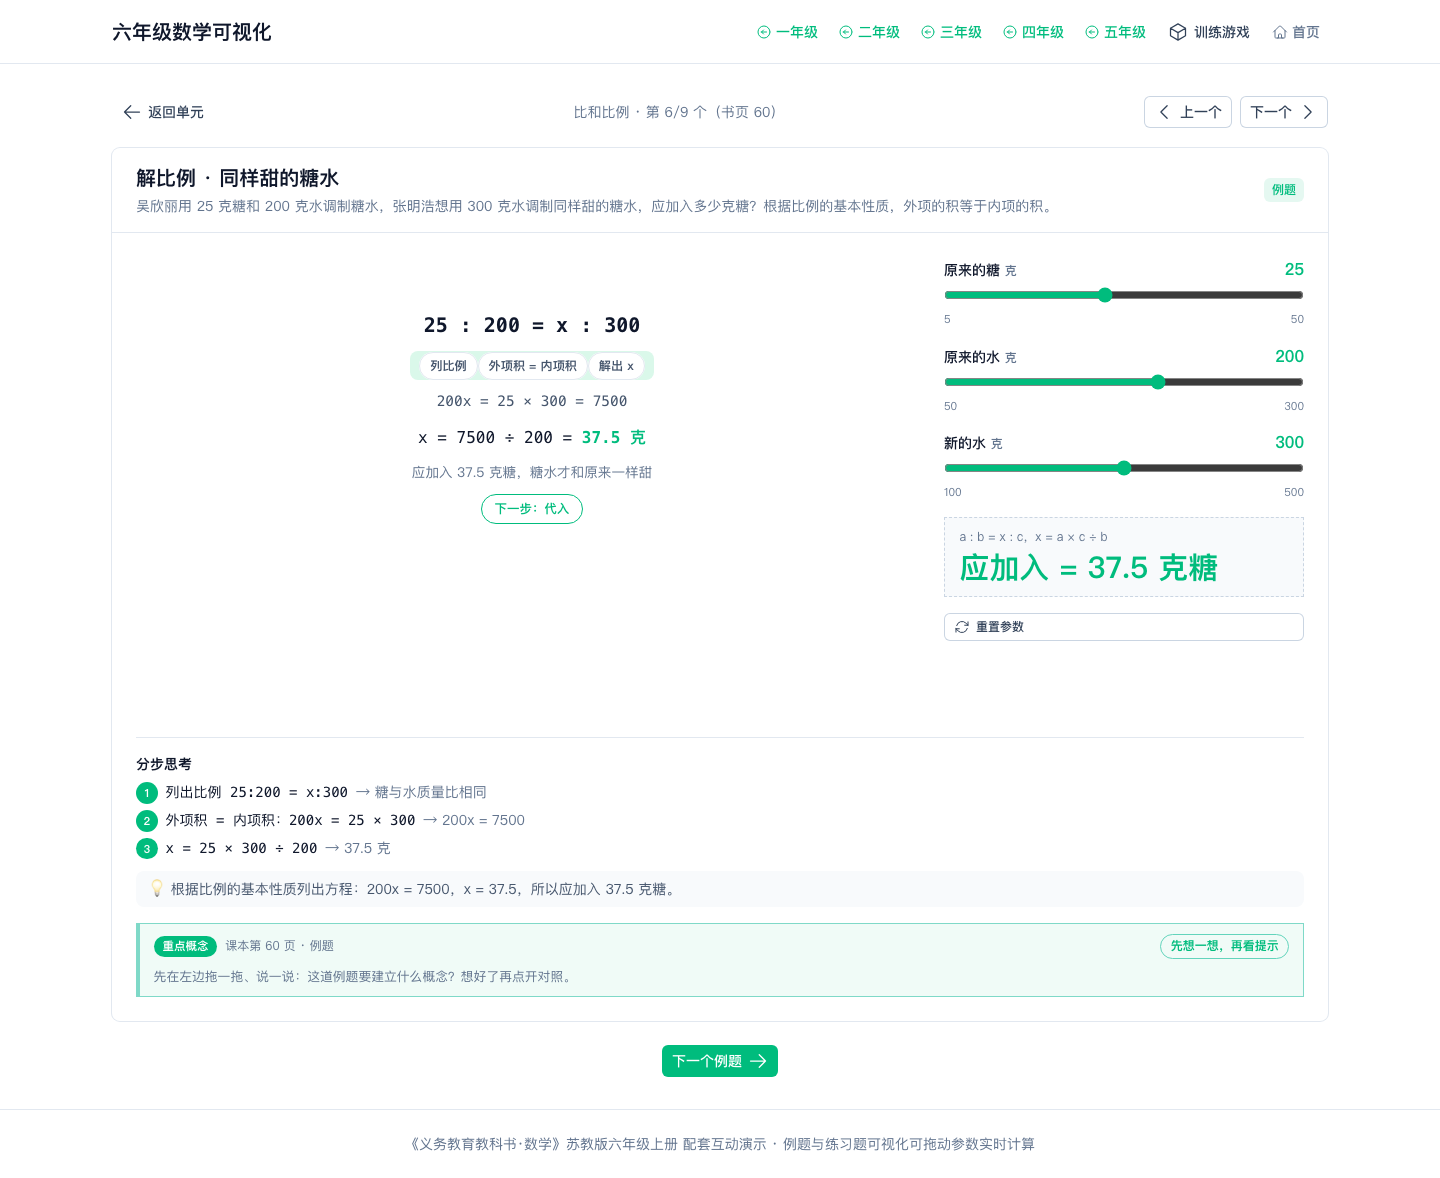 六年级数学可视化
一年级 二年级 三年级 四年级 五年级 训练游戏 首页
返回单元
比和比例 · 第 6/9 个（书页 60）
上一个 下一个
解比例 · 同样甜的糖水
吴欣丽用 25 克糖和 200 克水调制糖水，张明浩想用 300 克水调制同样甜的糖水，应加入多少克糖？根据比例的基本性质，外项的积等于内项的积。
例题
25 : 200 = x : 300
列比例 外项积 = 内项积 解出 x
200x = 25 × 300 = 7500
x = 7500 ÷ 200 = 37.5 克
应加入 37.5 克糖，糖水才和原来一样甜
下一步：代入
原来的糖 克 25
5 50
原来的水 克 200
50 300
新的水 克 300
100 500
a : b = x : c，x = a × c ÷ b
应加入 = 37.5 克糖
重置参数
分步思考
1 列出比例 25:200 = x:300 → 糖与水质量比相同
2 外项积 = 内项积：200x = 25 × 300 → 200x = 7500
3 x = 25 × 300 ÷ 200 → 37.5 克
💡 根据比例的基本性质列出方程：200x = 7500，x = 37.5，所以应加入 37.5 克糖。
重点概念 课本第 60 页 · 例题
先想一想，再看提示
先在左边拖一拖、说一说：这道例题要建立什么概念？想好了再点开对照。
下一个例题 →
《义务教育教科书·数学》苏教版六年级上册 配套互动演示 · 例题与练习题可视化可拖动参数实时计算